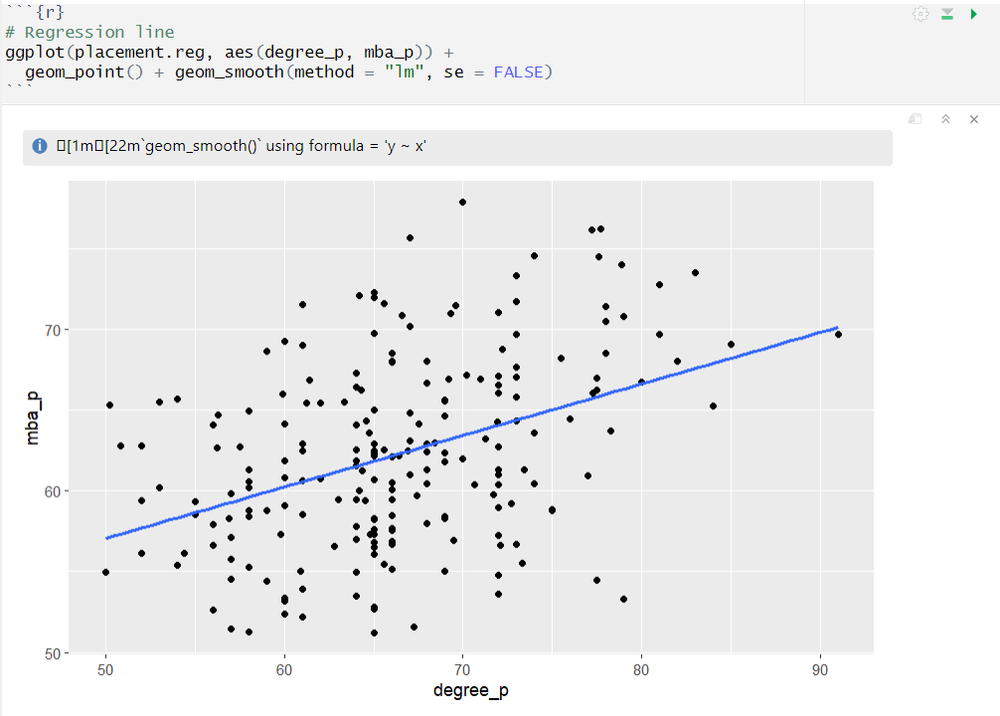 ```{r}
# Regression line
ggplot(placement.reg, aes(degree_p, mba_p)) +
  geom_point() + geom_smooth(method = "lm", se = FALSE)
```
▯[1m▯[22m`geom_smooth()` using formula = 'y ~ x'
70
60
50
mba_p
50 60 70 80 90
degree_p